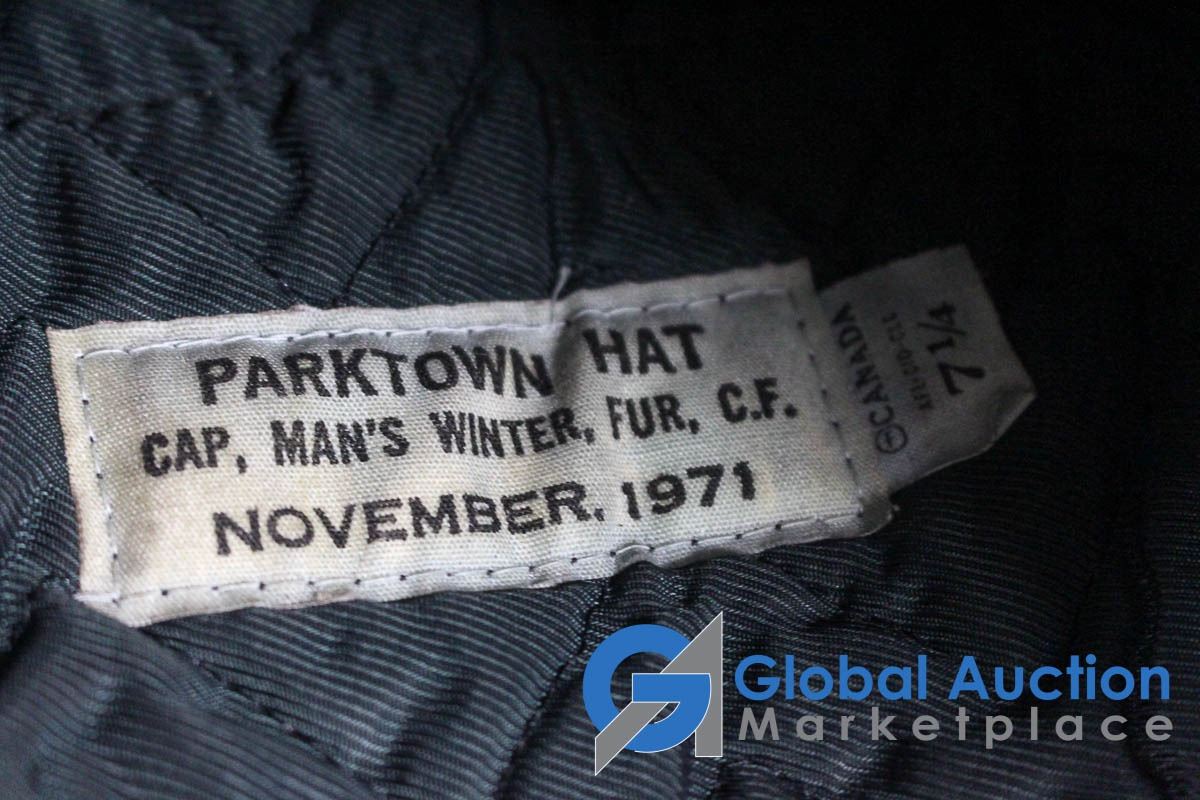 PARKTOWN HAT
CAP, MAN'S WINTER, FUR, C.F.
NOVEMBER, 1971
CANADA
7 1/4
Global Auction
Marketplace